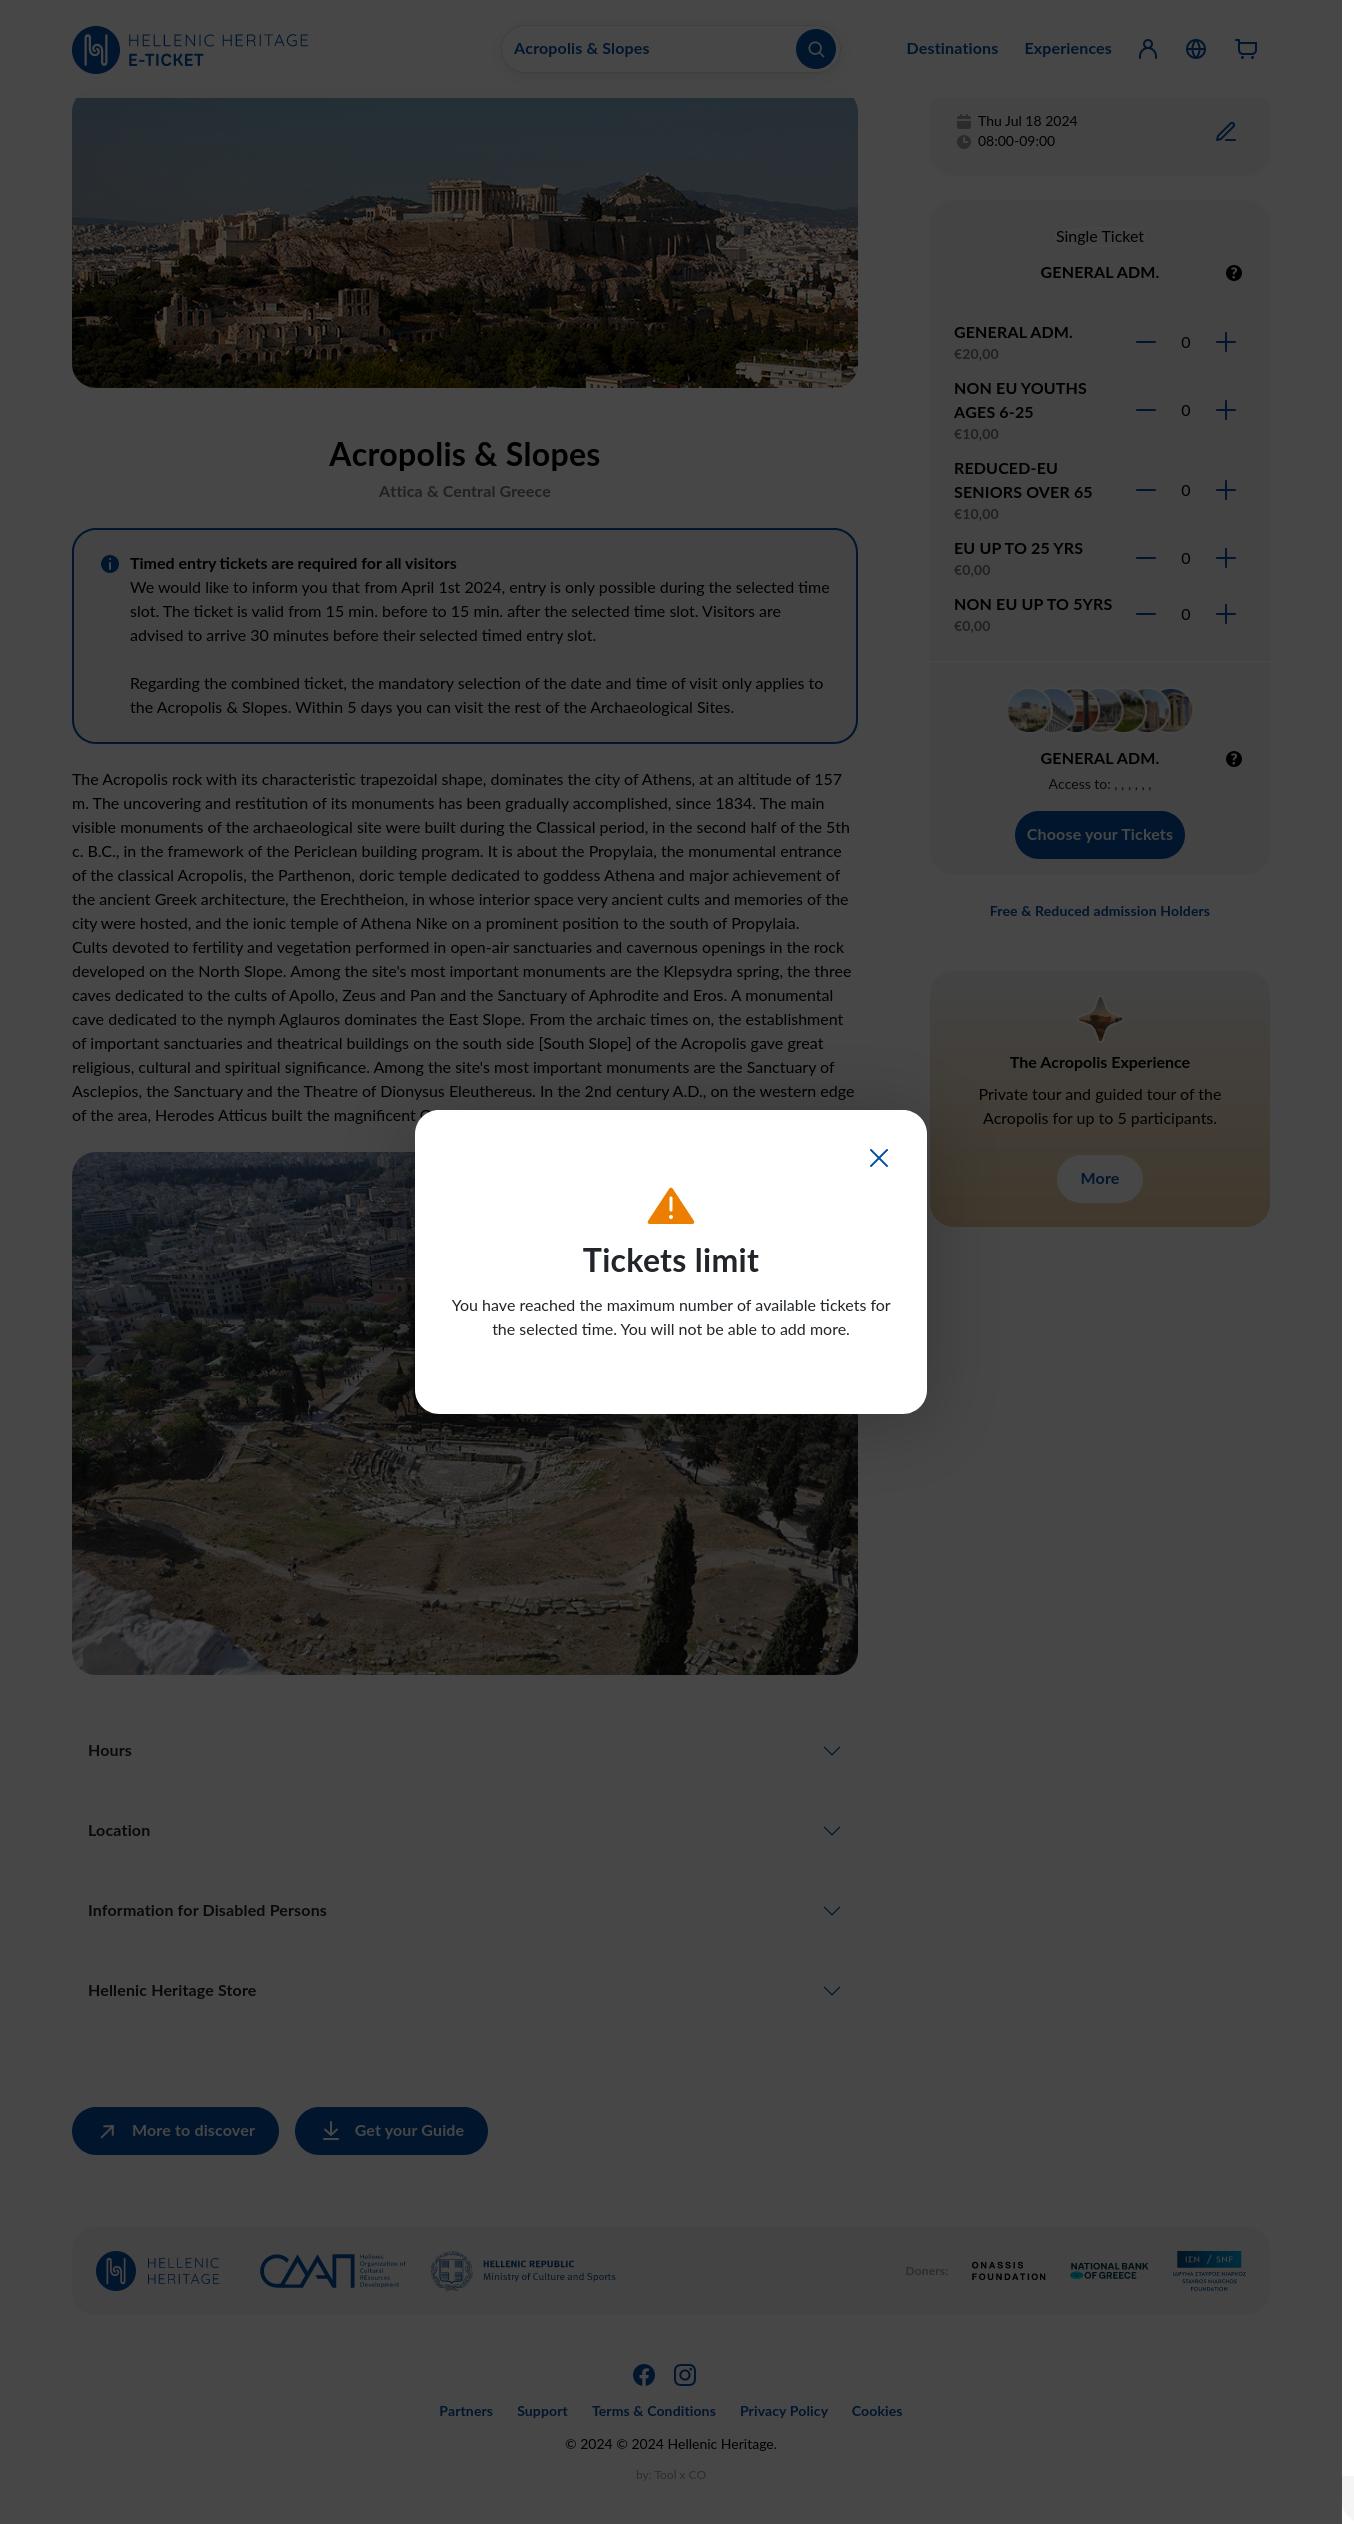 HELLENIC HERITAGE
E-TICKET
Acropolis & Slopes
Destinations
Experiences
Thu Jul 18 2024
08:00-09:00
Single Ticket
GENERAL ADM.
GENERAL ADM.
€20,00
0
NON EU YOUTHS
AGES 6-25
€10,00
0
REDUCED-EU
SENIORS OVER 65
€10,00
0
EU UP TO 25 YRS
€0,00
0
NON EU UP TO 5YRS
€0,00
0
GENERAL ADM.
Access to: , , , , , ,
Choose your Tickets
Free & Reduced admission Holders
The Acropolis Experience
Private tour and guided tour of the
Acropolis for up to 5 participants.
More
Acropolis & Slopes
Attica & Central Greece
Timed entry tickets are required for all visitors
We would like to inform you that from April 1st 2024, entry is only possible during the selected time
slot. The ticket is valid from 15 min. before to 15 min. after the selected time slot. Visitors are
advised to arrive 30 minutes before their selected timed entry slot.
Regarding the combined ticket, the mandatory selection of the date and time of visit only applies to
the Acropolis & Slopes. Within 5 days you can visit the rest of the Archaeological Sites.
The Acropolis rock with its characteristic trapezoidal shape, dominates the city of Athens, at an altitude of 157
m. The uncovering and restitution of its monuments has been gradually accomplished, since 1834. The main
visible monuments of the archaeological site were built during the Classical period, in the second half of the 5th
c. B.C., in the framework of the Periclean building program. It is about the Propylaia, the monumental entrance
of the classical Acropolis, the Parthenon, doric temple dedicated to goddess Athena and major achievement of
the ancient Greek architecture, the Erechtheion, in whose interior space very ancient cults and memories of the
city were hosted, and the ionic temple of Athena Nike on a prominent position to the south of Propylaia.
Cults devoted to fertility and vegetation performed in open-air sanctuaries and cavernous openings in the rock
developed on the North Slope. Among the site's most important monuments are the Klepsydra spring, the three
caves dedicated to the cults of Apollo, Zeus and Pan and the Sanctuary of Aphrodite and Eros. A monumental
cave dedicated to the nymph Aglauros dominates the East Slope. From the archaic times on, the establishment
of important sanctuaries and theatrical buildings on the south side [South Slope] of the Acropolis gave great
religious, cultural and spiritual significance. Among the site's most important monuments are the Sanctuary of
Asclepios, the Sanctuary and the Theatre of Dionysus Eleuthereus. In the 2nd century A.D., on the western edge
of the area, Herodes Atticus built the magnificent
Tickets limit
You have reached the maximum number of available tickets for
the selected time. You will not be able to add more.
Hours
Location
Information for Disabled Persons
Hellenic Heritage Store
More to discover
Get your Guide
HELLENIC
HERITAGE
Hellenic
Organization of
Cultural
REsources
Development
HELLENIC REPUBLIC
Ministry of Culture and Sports
Doners:
ONASSIS
FOUNDATION
NATIONAL BANK
OF GREECE
ΙΣΝ / SNF
ΙΔΡΥΜΑ ΣΤΑΥΡΟΣ ΝΙΑΡΧΟΣ
STAVROS NIARCHOS
FOUNDATION
Partners
Support
Terms & Conditions
Privacy Policy
Cookies
© 2024 © 2024 Hellenic Heritage.
by: Tool x CO